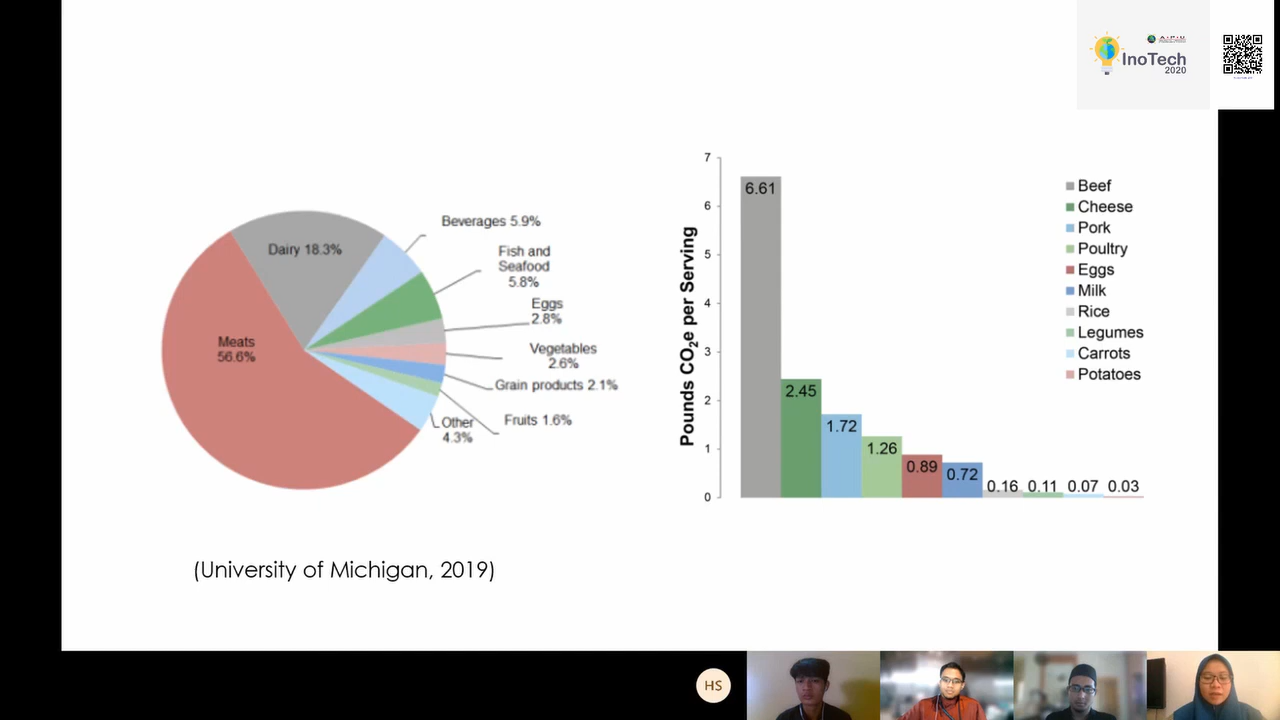 InoTech
2020
Beverages 5.9%
Dairy 18.3%
Fish and
Seafood
5.8%
Eggs
2.8%
Meats
56.6%
Vegetables
2.6%
Grain products 2.1%
Fruits 1.6%
Other
4.3%
(University of Michigan, 2019)
Pounds CO2e per Serving
7
6
5
4
3
2
1
0
6.61
2.45
1.72
1.26
0.89
0.72
0.16
0.11
0.07
0.03
Beef
Cheese
Pork
Poultry
Eggs
Milk
Rice
Legumes
Carrots
Potatoes
HS